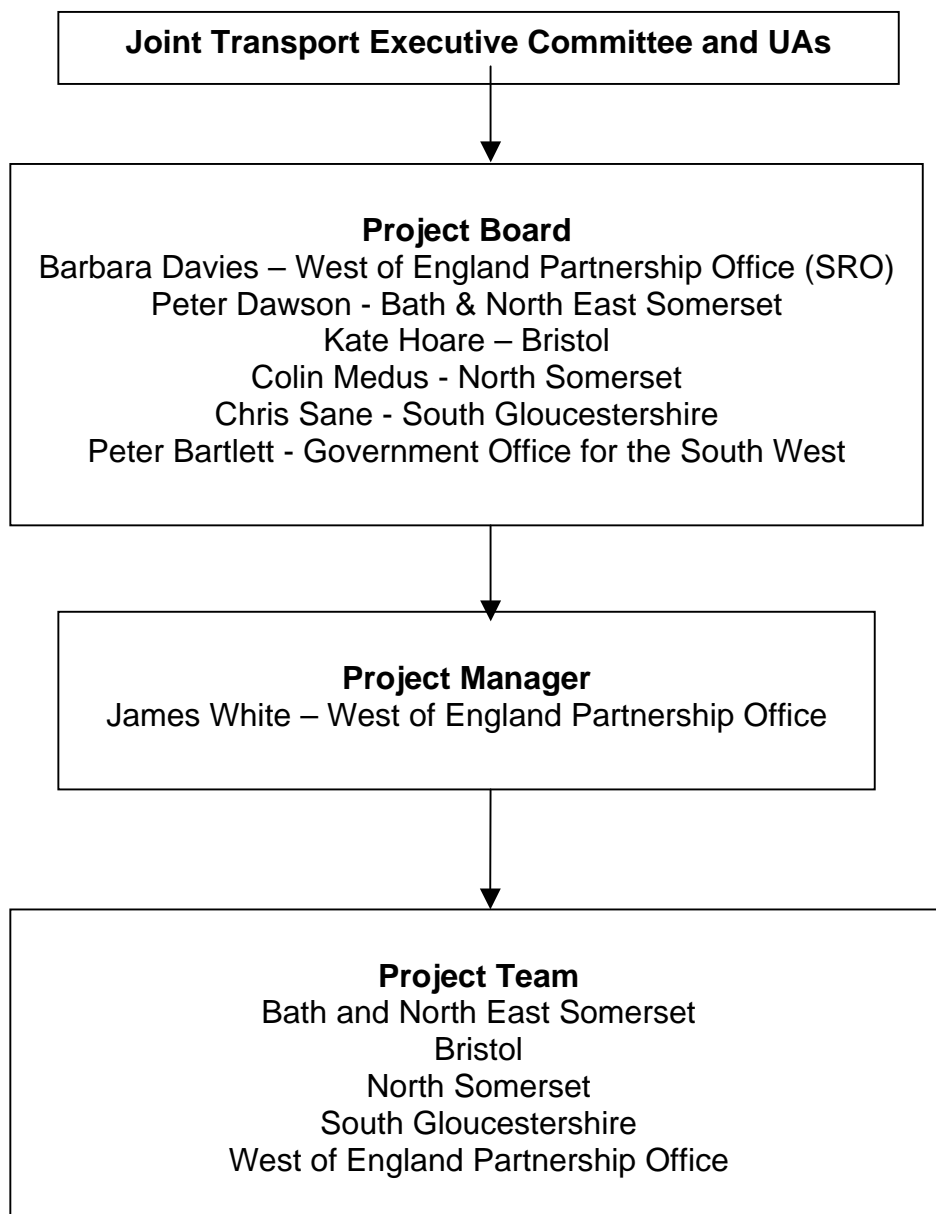 Joint Transport Executive Committee and UAs
Project Board
Barbara Davies – West of England Partnership Office (SRO)
Peter Dawson - Bath & North East Somerset
Kate Hoare – Bristol
Colin Medus - North Somerset
Chris Sane - South Gloucestershire
Peter Bartlett - Government Office for the South West
Project Manager
James White – West of England Partnership Office
Project Team
Bath and North East Somerset
Bristol
North Somerset
South Gloucestershire
West of England Partnership Office